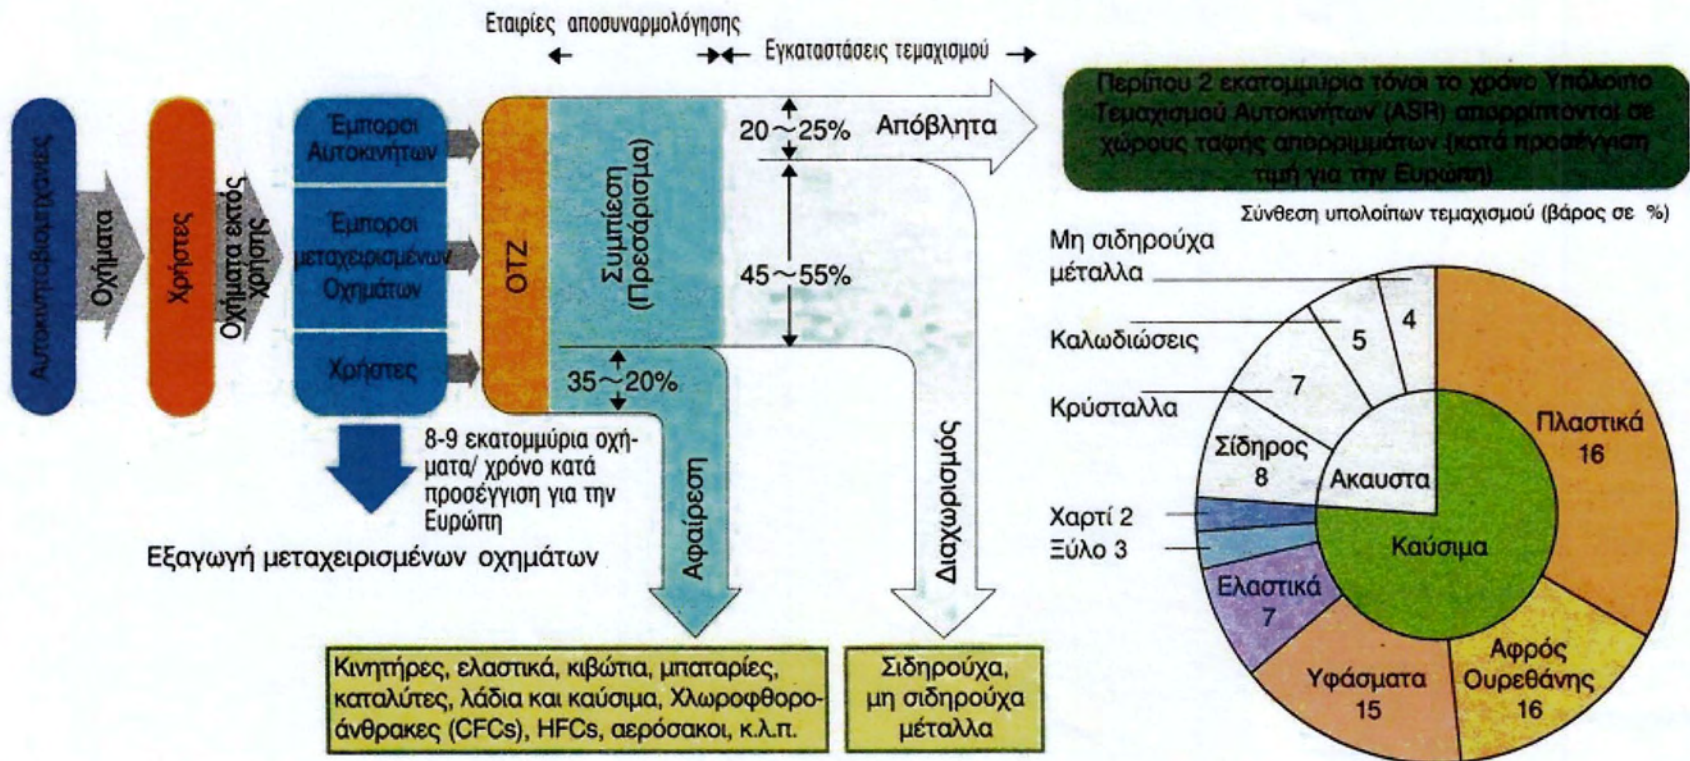 Εταιρίες αποσυναρμολόγησης
Εγκαταστάσεις τεμαχισμού
Αυτοκινητοβιομηχανίες
Οχήματα
Χρήστες
Οχήματα εκτός
χρήσης
Έμποροι
Αυτοκινήτων
Έμποροι
μεταχειρισμένων
Οχημάτων
Χρήστες
ΟΤΖ
Συμπίεση
(Πρεσάρισμα)
20~25%
Απόβλητα
45~55%
35~20%
Αφαίρεση
Διαχωρισμός
8-9 εκατομμύρια οχή-
ματα/ χρόνο κατά
προσέγγιση για την
Ευρώπη
Εξαγωγή μεταχειρισμένων οχημάτων
Κινητήρες, ελαστικά, κιβώτια, μπαταρίες,
καταλύτες, λάδια και καύσιμα, Χλωροφθορο-
άνθρακες (CFCs), HFCs, αερόσακοι, κ.λ.π.
Σιδηρούχα,
μη σιδηρούχα
μέταλλα
Περίπου 2 εκατομμύρια τόνοι το χρόνο Υπόλοιπο
Τεμαχισμού Αυτοκινήτων (ASR) απορρίπτονται σε
χώρους ταφής απορριμμάτων (κατά προσέγγιση
τιμή για την Ευρώπη)
Σύνθεση υπολοίπων τεμαχισμού (βάρος σε %)
Μη σιδηρούχα
μέταλλα
4
Καλωδιώσεις
5
Κρύσταλλα
7
Σίδηρος
8
Άκαυστα
Χαρτί 2
Ξύλο 3
Ελαστικά
7
Καύσιμα
Πλαστικά
16
Αφρός
Ουρεθάνης
16
Υφάσματα
15